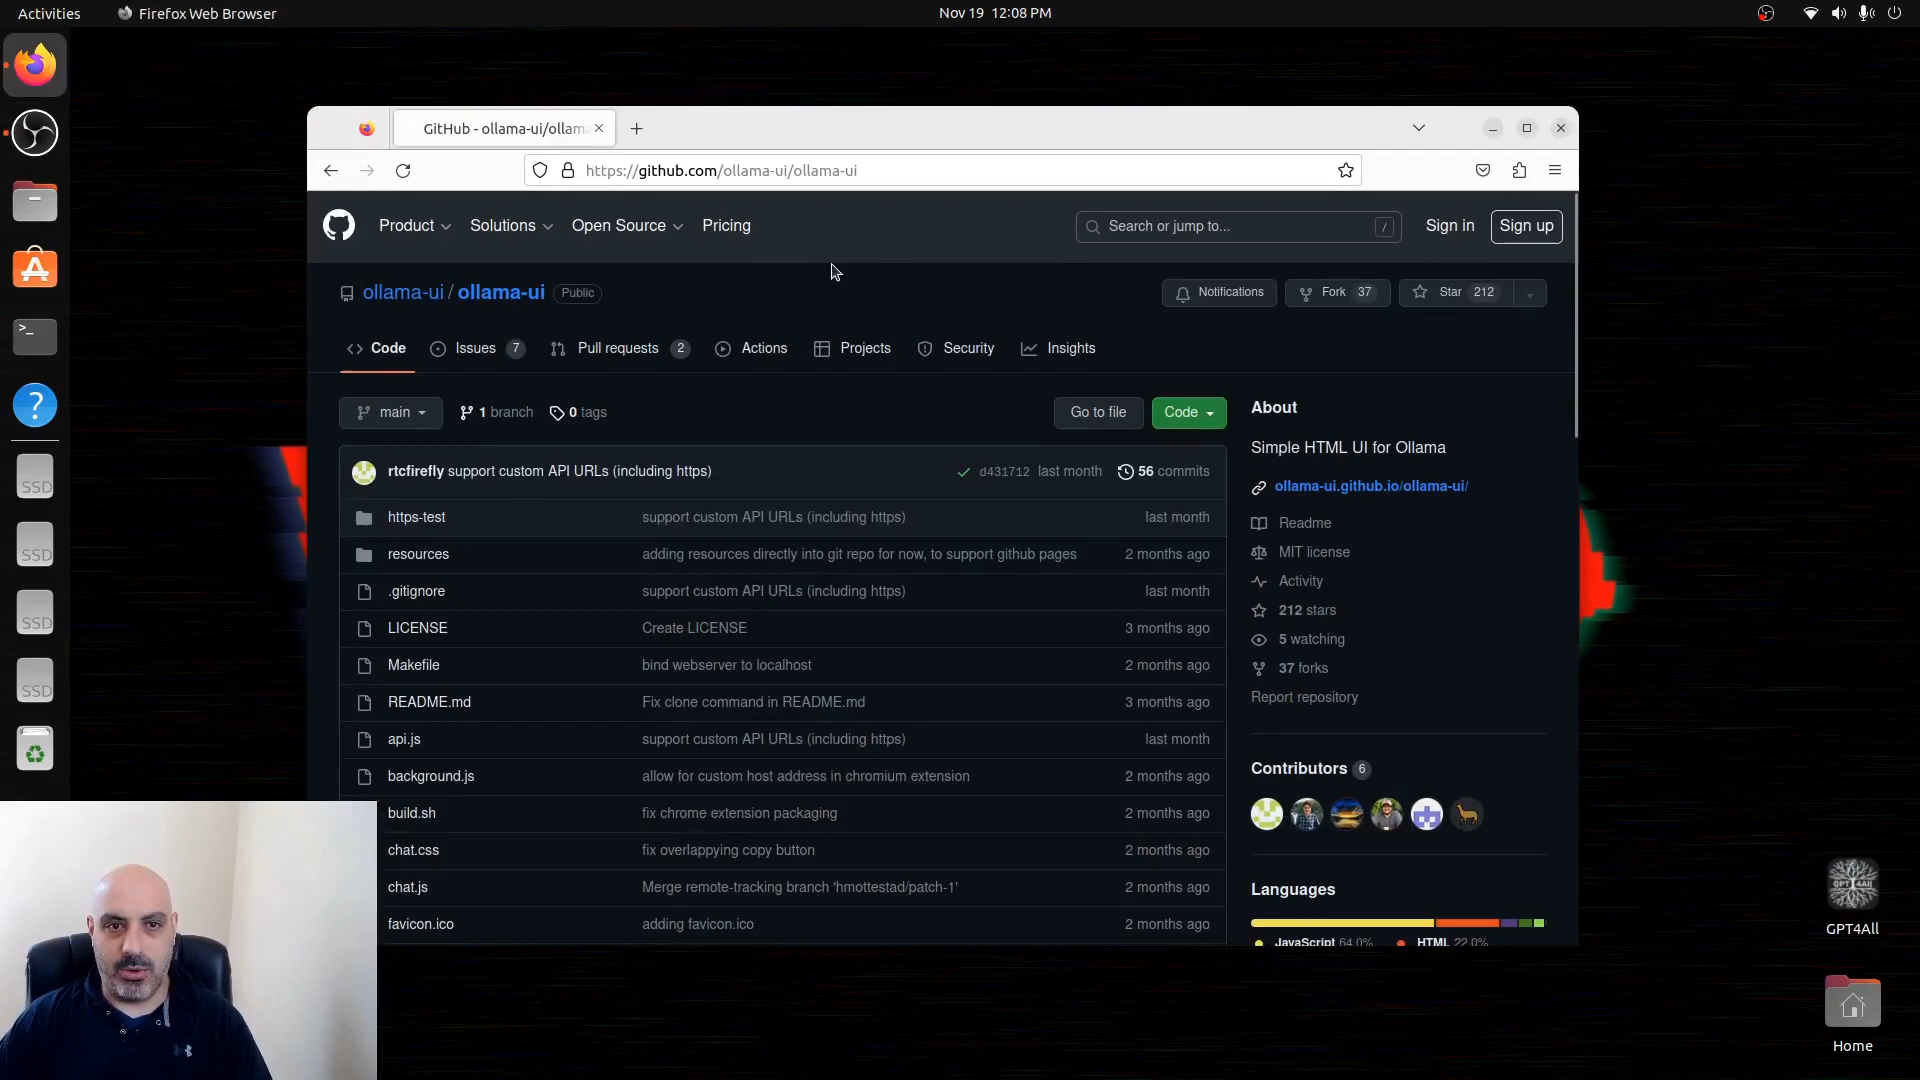 Activities
Firefox Web Browser
Nov 19 12:08 PM
GitHub - ollama-ui/ollam
https://github.com/ollama-ui/ollama-ui
Product
Solutions
Open Source
Pricing
Search or jump to...
/
Sign in
Sign up
ollama-ui / ollama-ui
Public
Notifications
Fork 37
Star 212
Code
Issues 7
Pull requests 2
Actions
Projects
Security
Insights
main
1 branch
0 tags
Go to file
Code
rtcfirefly support custom API URLs (including https)
d431712 last month
56 commits
https-test support custom API URLs (including https) last month
resources adding resources directly into git repo for now, to support github pages 2 months ago
.gitignore support custom API URLs (including https) last month
LICENSE Create LICENSE 3 months ago
Makefile bind webserver to localhost 2 months ago
README.md Fix clone command in README.md 3 months ago
api.js support custom API URLs (including https) last month
background.js allow for custom host address in chromium extension 2 months ago
build.sh fix chrome extension packaging 2 months ago
chat.css fix overlappying copy button 2 months ago
chat.js Merge remote-tracking branch 'hmottestad/patch-1' 2 months ago
favicon.ico adding favicon.ico 2 months ago
About
Simple HTML UI for Ollama
ollama-ui.github.io/ollama-ui/
Readme
MIT license
Activity
212 stars
5 watching
37 forks
Report repository
Contributors 6
Languages
JavaScript 64.0%
HTML 22.0%
SSD
SSD
SSD
SSD
GPT4All
GPT4All
Home